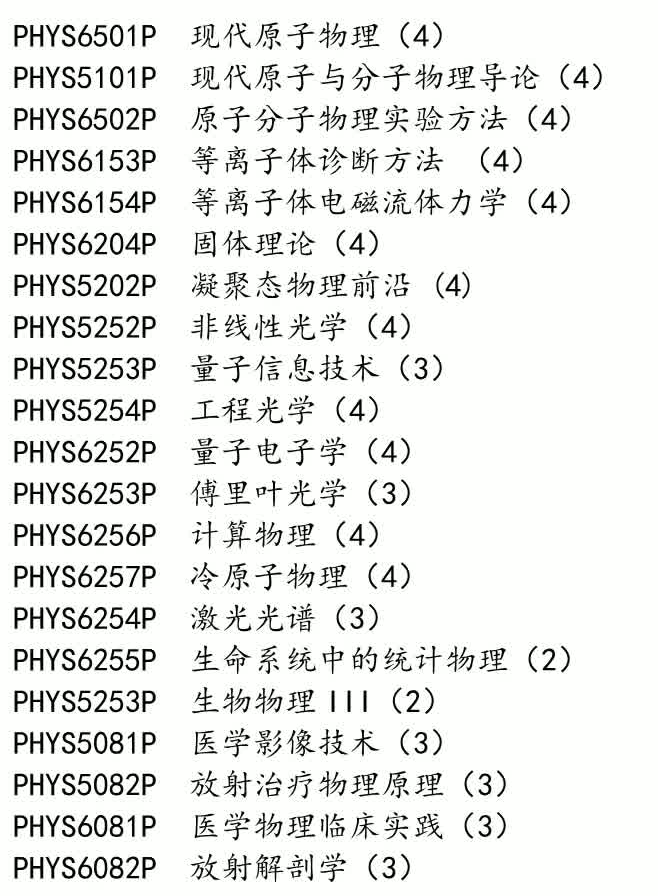 PHYS6501P 现代原子物理（4）
PHYS5101P 现代原子与分子物理导论（4）
PHYS6502P 原子分子物理实验方法（4）
PHYS6153P 等离子体诊断方法 （4）
PHYS6154P 等离子体电磁流体力学（4）
PHYS6204P 固体理论（4）
PHYS5202P 凝聚态物理前沿 (4)
PHYS5252P 非线性光学（4）
PHYS5253P 量子信息技术（3）
PHYS5254P 工程光学（4）
PHYS6252P 量子电子学（4）
PHYS6253P 傅里叶光学（3）
PHYS6256P 计算物理（4）
PHYS6257P 冷原子物理（4）
PHYS6254P 激光光谱（3）
PHYS6255P 生命系统中的统计物理（2）
PHYS5253P 生物物理 III（2）
PHYS5081P 医学影像技术（3）
PHYS5082P 放射治疗物理原理（3）
PHYS6081P 医学物理临床实践（3）
PHYS6082P 放射解剖学（3）